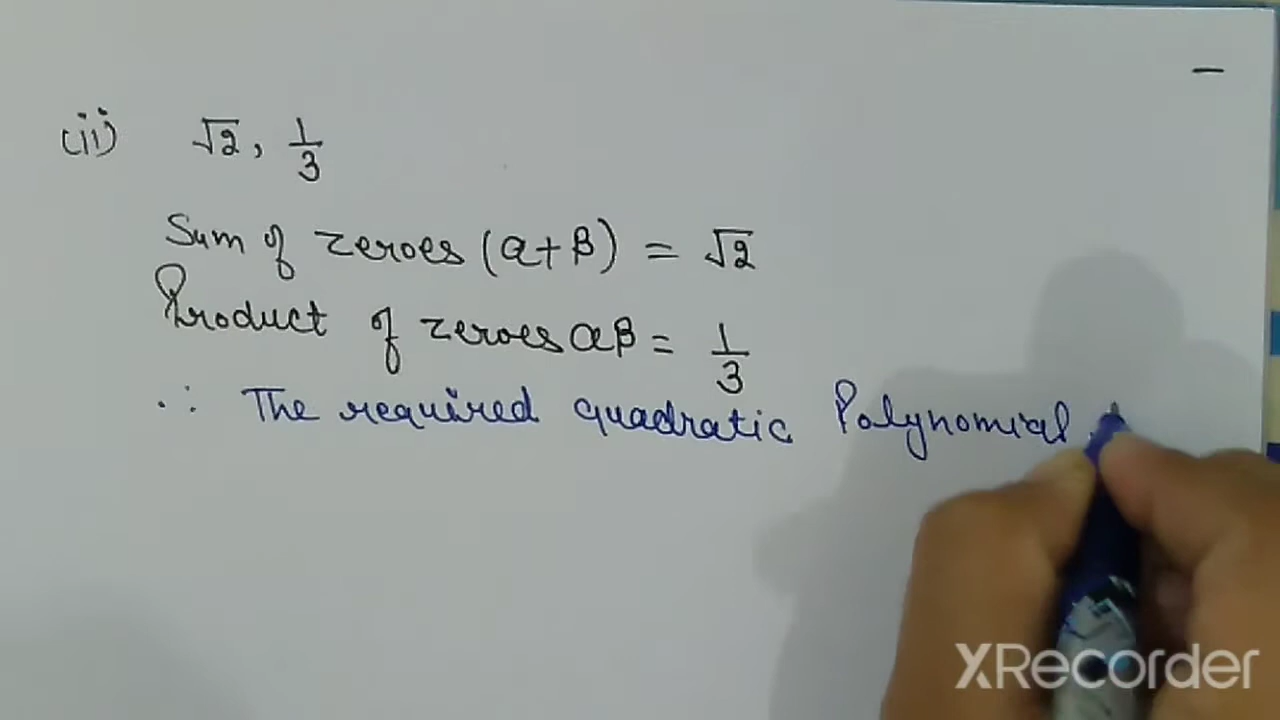 (ii) √2, 1/3
Sum of zeroes (α+β) = √2
Product of zeroes αβ = 1/3
∴ The required quadratic Polynomial
XRecorder